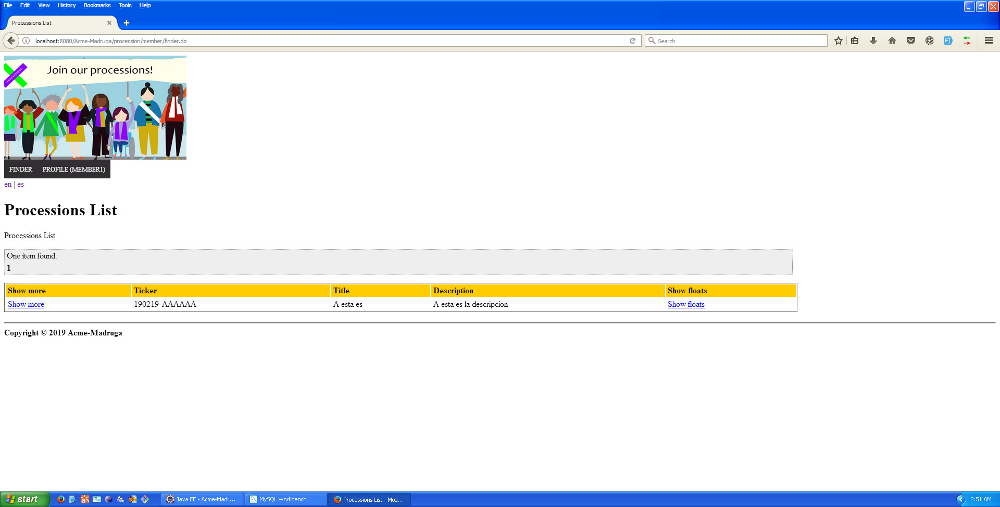 File Edit View History Bookmarks Tools Help
Processions List
localhost:8080/Acme-Madruga/procession/member/finder.do
Search
Join our processions!
PROCESSIONS
FINDER PROFILE (MEMBER1)
en | es
Processions List
Processions List
One item found.
1
Show more Ticker Title Description Show floats
Show more 190219-AAAAAA A esta es A esta es la descripcion Show floats
Copyright © 2019 Acme-Madruga
start Java EE - Acme-Madr... MySQL Workbench Processions List - Moz... 2:51 AM